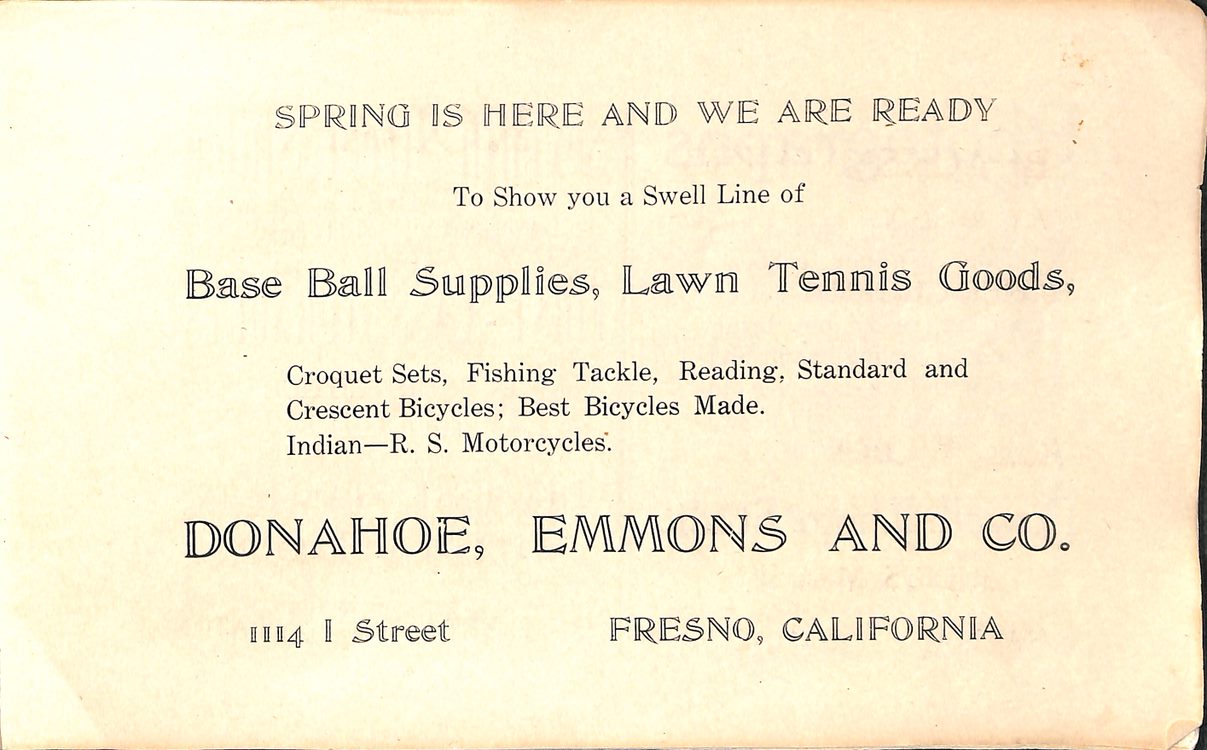 SPRING IS HERE AND WE ARE READY
To Show you a Swell Line of
Base Ball Supplies, Lawn Tennis Goods,
Croquet Sets, Fishing Tackle, Reading, Standard and
Crescent Bicycles; Best Bicycles Made.
Indian—R. S. Motorcycles.
DONAHOE, EMMONS AND CO.
1114 I Street FRESNO, CALIFORNIA